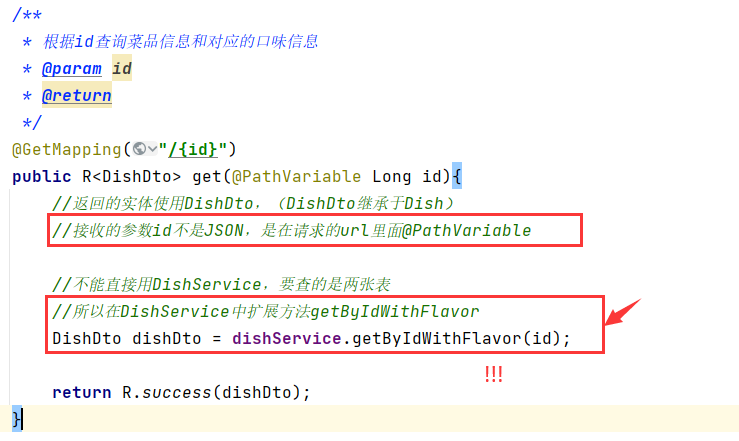 /**
* 根据id查询菜品信息和对应的口味信息
* @param id
* @return
*/
@GetMapping("/{id}")
public R<DishDto> get(@PathVariable Long id){
//返回的实体使用DishDto，（DishDto继承于Dish）
//接收的参数id不是JSON，是在请求的url里面@PathVariable
//不能直接用DishService，要查的是两张表
//所以在DishService中扩展方法getByIdWithFlavor
DishDto dishDto = dishService.getByIdWithFlavor(id);
!!!
return R.success(dishDto);
}